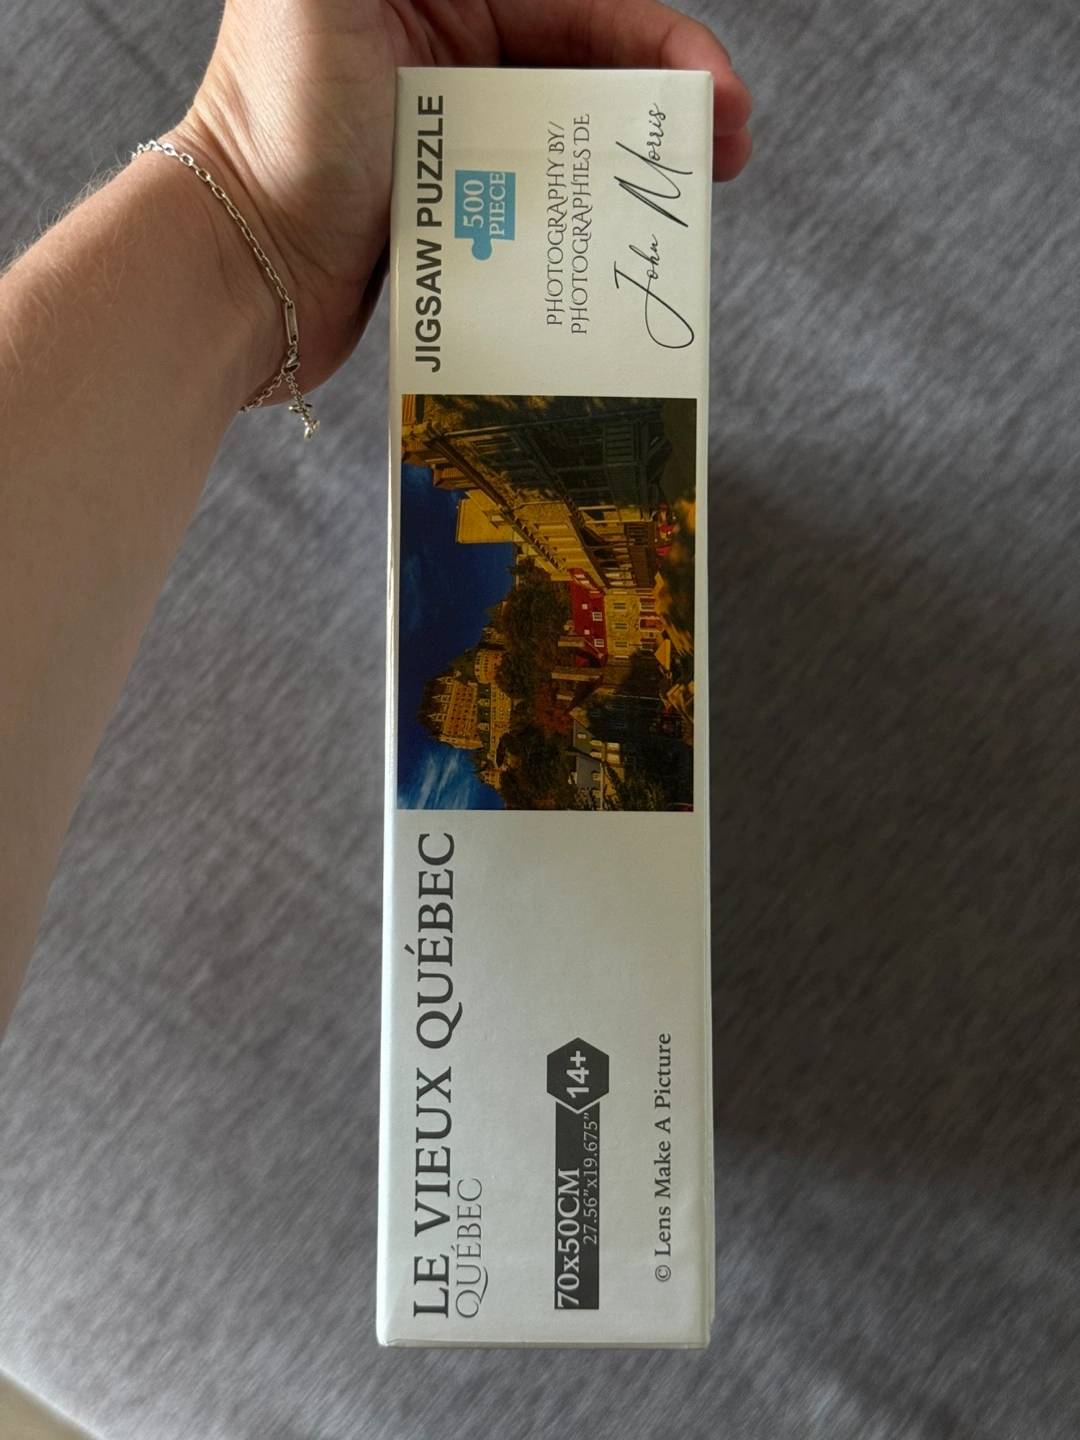 LE VIEUX QUÉBEC
QUÉBEC
70x50CM
27.56"x19.675"
14+
© Lens Make A Picture
JIGSAW PUZZLE
500
PIECE
PHOTOGRAPHY BY/
PHOTOGRAPHIES DE
John Morris